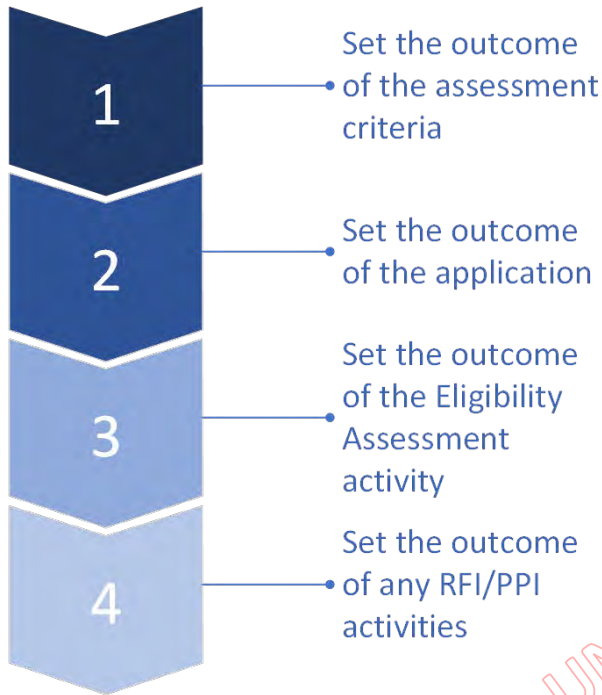 1
Set the outcome
of the assessment
criteria
2
Set the outcome
of the application
3
Set the outcome
of the Eligibility
Assessment
activity
4
Set the outcome
of any RFI/PPI
activities
UN